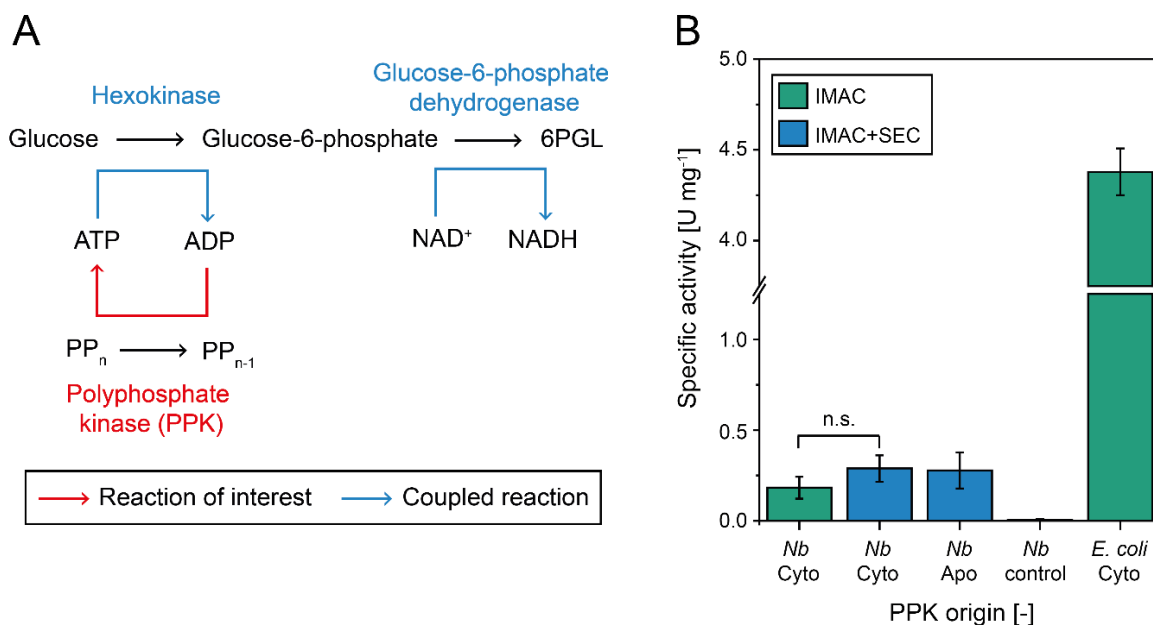 A
Hexokinase
Glucose-6-phosphate
dehydrogenase
Glucose
Glucose-6-phosphate
6PGL
ATP
ADP
NAD⁺
NADH
PPₙ
PPₙ₋₁
Polyphosphate
kinase (PPK)
Reaction of interest
Coupled reaction
B
IMAC
IMAC+SEC
Specific activity [U mg⁻¹]
5.0
4.5
4.0
1.0
0.5
0.0
n.s.
Nb
Cyto
Nb
Cyto
Nb
Apo
Nb
control
E. coli
Cyto
PPK origin [-]